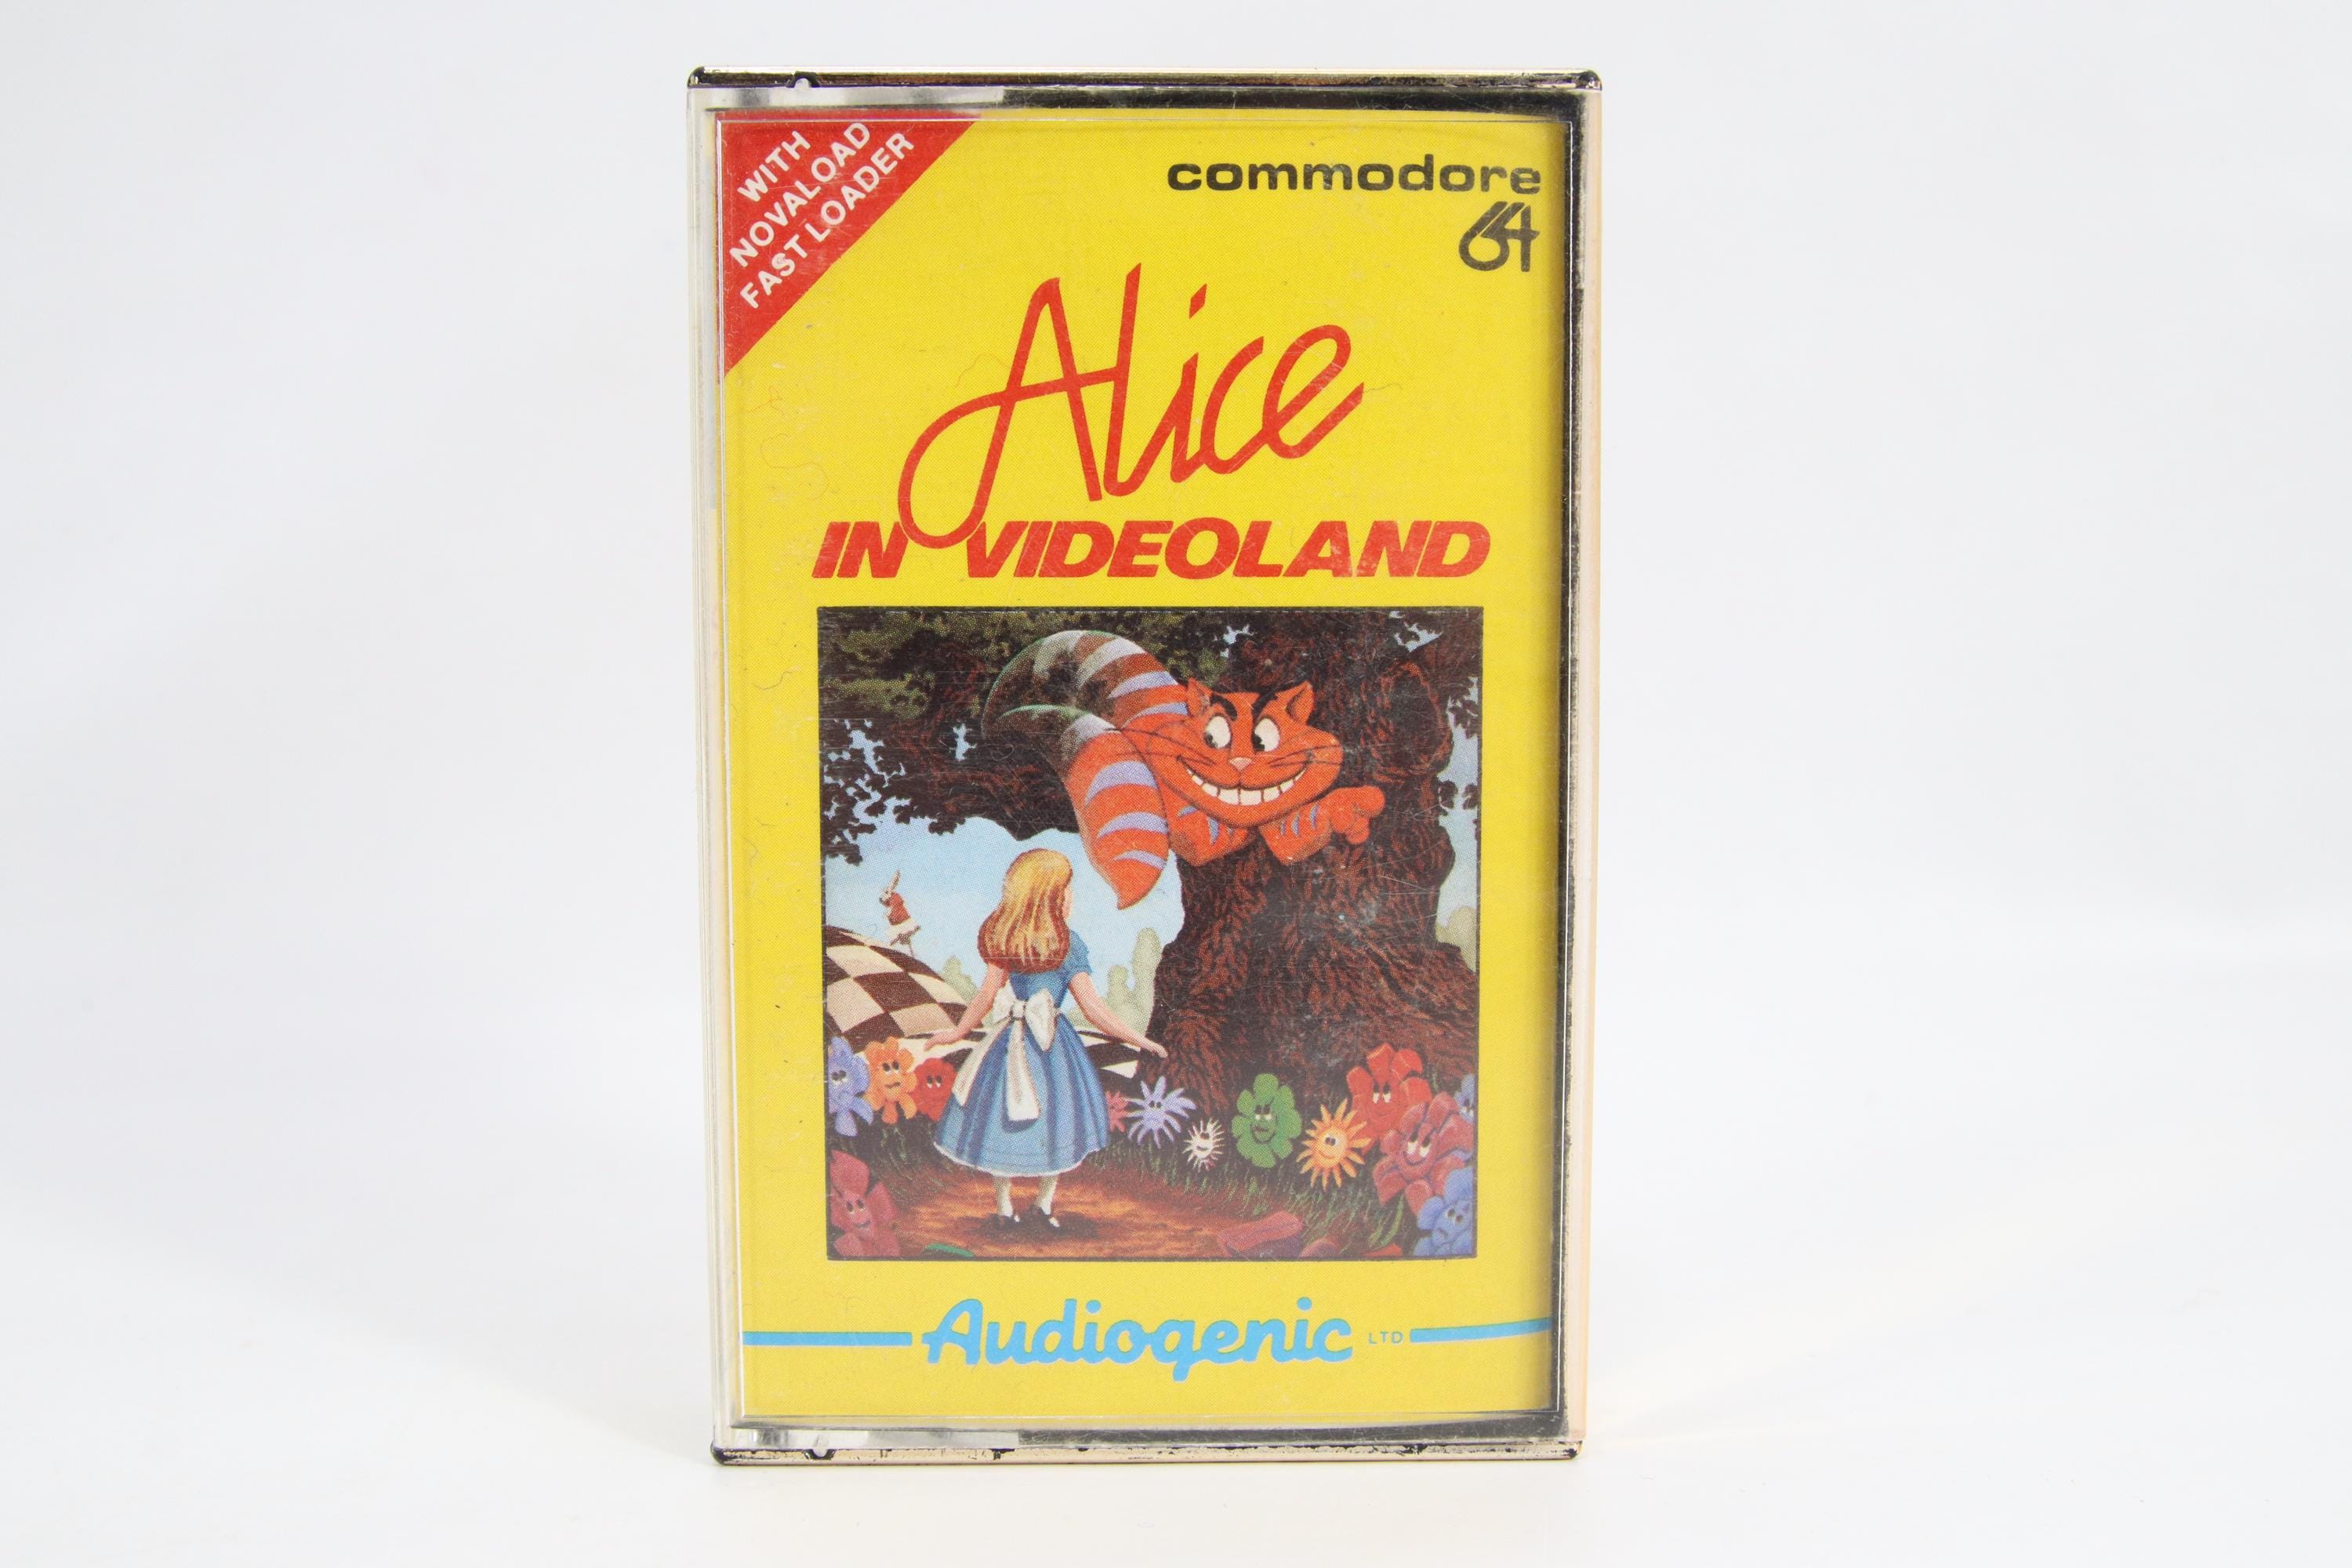 WITH
NOVALOAD
FAST LOADER
commodore
64
Alice
IN VIDEOLAND
Audiogenic LTD